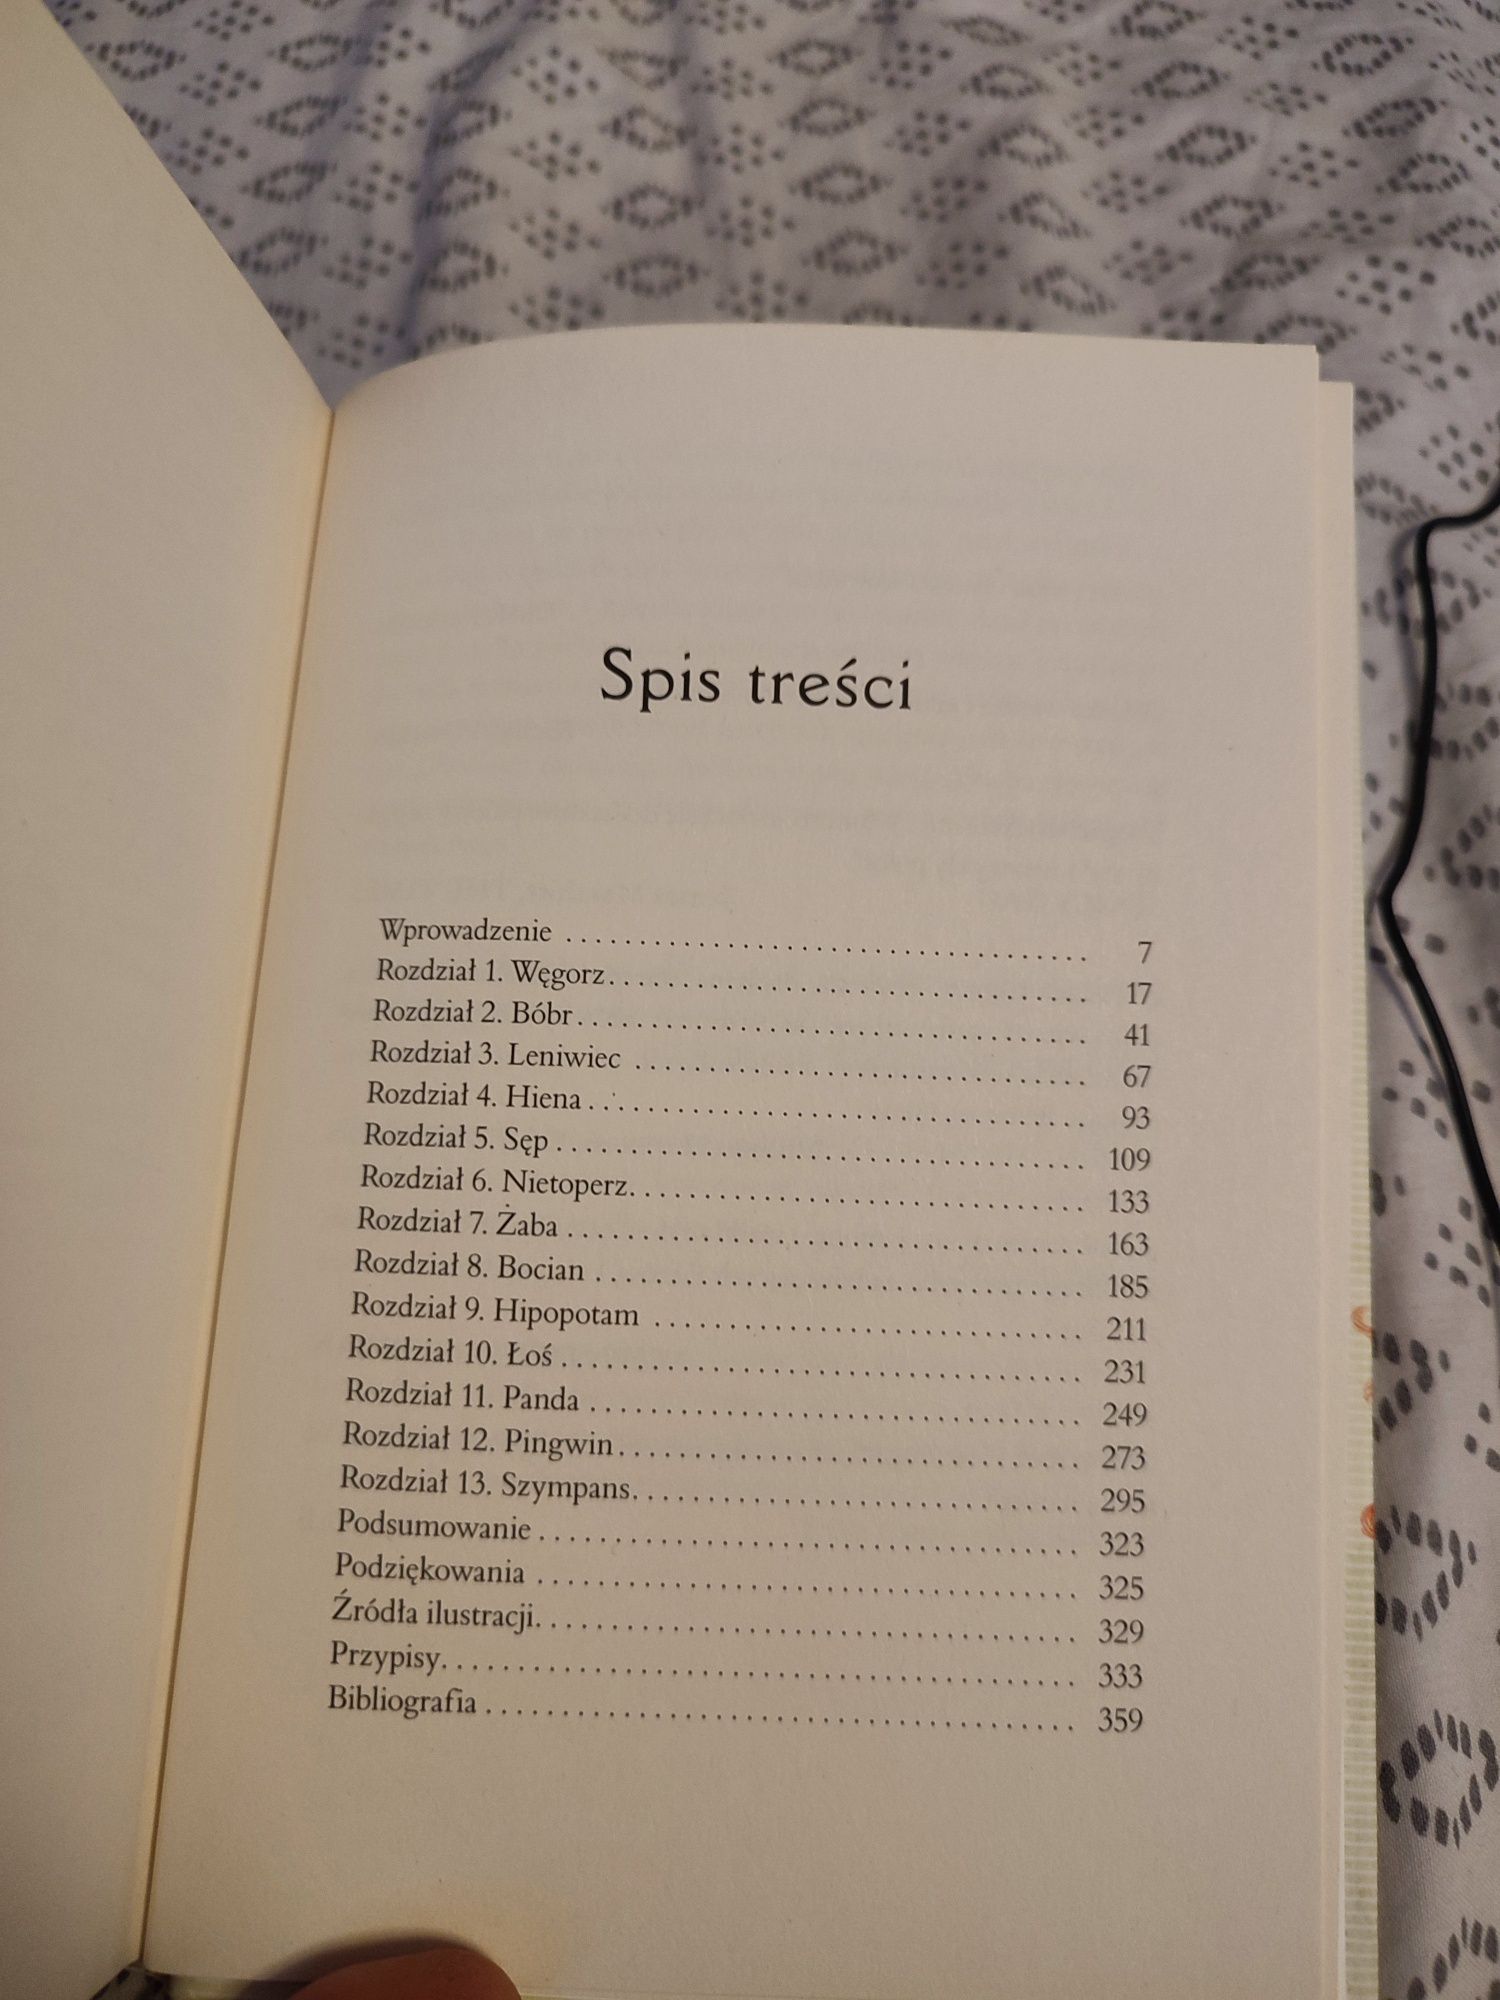 Spis treści
Wprowadzenie . . . . . . . . . . . . . . . . . . . . . . . . . . . . . . . . . . . . 7
Rozdział 1. Węgorz. . . . . . . . . . . . . . . . . . . . . . . . . . . . . . . . . 17
Rozdział 2. Bóbr. . . . . . . . . . . . . . . . . . . . . . . . . . . . . . . . . . . 41
Rozdział 3. Leniwiec . . . . . . . . . . . . . . . . . . . . . . . . . . . . . . . 67
Rozdział 4. Hiena . . . . . . . . . . . . . . . . . . . . . . . . . . . . . . . . . . 93
Rozdział 5. Sęp . . . . . . . . . . . . . . . . . . . . . . . . . . . . . . . . . . . . 109
Rozdział 6. Nietoperz. . . . . . . . . . . . . . . . . . . . . . . . . . . . . . . 133
Rozdział 7. Żaba . . . . . . . . . . . . . . . . . . . . . . . . . . . . . . . . . . . 163
Rozdział 8. Bocian . . . . . . . . . . . . . . . . . . . . . . . . . . . . . . . . . 185
Rozdział 9. Hipopotam . . . . . . . . . . . . . . . . . . . . . . . . . . . . . 211
Rozdział 10. Łoś . . . . . . . . . . . . . . . . . . . . . . . . . . . . . . . . . . . 231
Rozdział 11. Panda . . . . . . . . . . . . . . . . . . . . . . . . . . . . . . . . . 249
Rozdział 12. Pingwin . . . . . . . . . . . . . . . . . . . . . . . . . . . . . . . 273
Rozdział 13. Szympans. . . . . . . . . . . . . . . . . . . . . . . . . . . . . . 295
Podsumowanie . . . . . . . . . . . . . . . . . . . . . . . . . . . . . . . . . . . . 323
Podziękowania . . . . . . . . . . . . . . . . . . . . . . . . . . . . . . . . . . . . 325
Źródła ilustracji. . . . . . . . . . . . . . . . . . . . . . . . . . . . . . . . . . . . 329
Przypisy. . . . . . . . . . . . . . . . . . . . . . . . . . . . . . . . . . . . . . . . . . 333
Bibliografia . . . . . . . . . . . . . . . . . . . . . . . . . . . . . . . . . . . . . . . 359